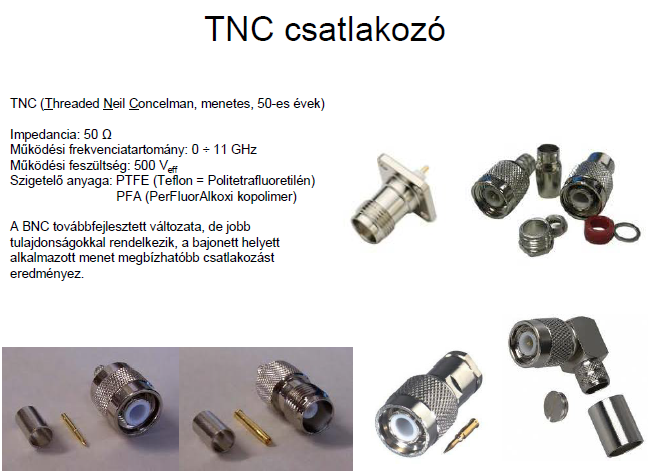 TNC csatlakozó
TNC (Threaded Neil Concelman, menetes, 50-es évek)
Impedancia: 50 Ω
Működési frekvenciatartomány: 0 ÷ 11 GHz
Működési feszültség: 500 Veff
Szigetelő anyaga: PTFE (Teflon = Politetrafluoretilén)
PFA (PerFluorAlkoxi kopolimer)
A BNC továbbfejlesztett változata, de jobb
tulajdonságokkal rendelkezik, a bajonett helyett
alkalmazott menet megbízhatóbb csatlakozást
eredményez.